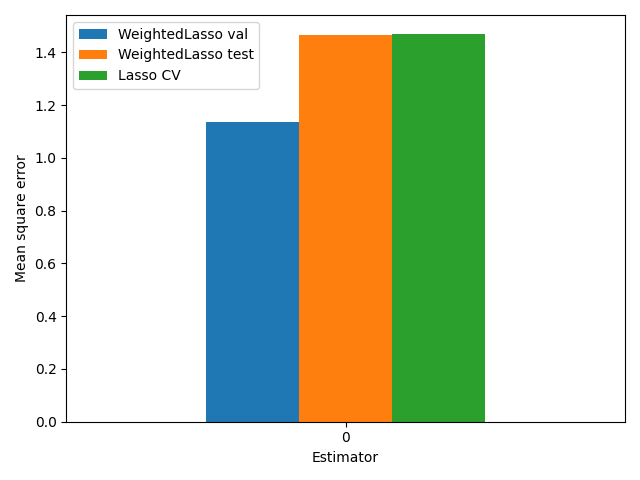 WeightedLasso val
WeightedLasso test
Lasso CV
Mean square error
1.4
1.2
1.0
0.8
0.6
0.4
0.2
0.0
0
Estimator